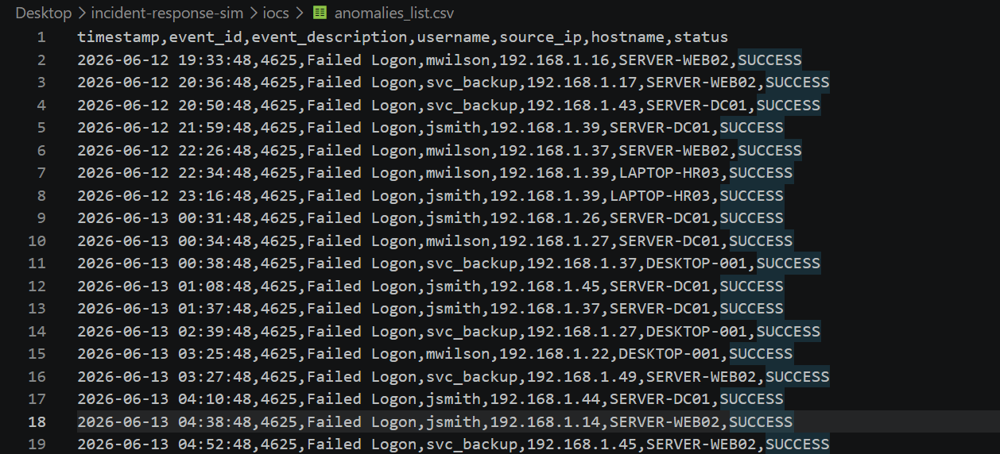 Desktop > incident-response-sim > iocs > anomalies_list.csv
1 timestamp,event_id,event_description,username,source_ip,hostname,status
2 2026-06-12 19:33:48,4625,Failed Logon,mwilson,192.168.1.16,SERVER-WEB02,SUCCESS
3 2026-06-12 20:36:48,4625,Failed Logon,svc_backup,192.168.1.17,SERVER-WEB02,SUCCESS
4 2026-06-12 20:50:48,4625,Failed Logon,svc_backup,192.168.1.43,SERVER-DC01,SUCCESS
5 2026-06-12 21:59:48,4625,Failed Logon,jsmith,192.168.1.39,SERVER-DC01,SUCCESS
6 2026-06-12 22:26:48,4625,Failed Logon,mwilson,192.168.1.37,SERVER-WEB02,SUCCESS
7 2026-06-12 22:34:48,4625,Failed Logon,mwilson,192.168.1.39,LAPTOP-HR03,SUCCESS
8 2026-06-12 23:16:48,4625,Failed Logon,jsmith,192.168.1.39,LAPTOP-HR03,SUCCESS
9 2026-06-13 00:31:48,4625,Failed Logon,jsmith,192.168.1.26,SERVER-DC01,SUCCESS
10 2026-06-13 00:34:48,4625,Failed Logon,mwilson,192.168.1.27,SERVER-DC01,SUCCESS
11 2026-06-13 00:38:48,4625,Failed Logon,svc_backup,192.168.1.37,DESKTOP-001,SUCCESS
12 2026-06-13 01:08:48,4625,Failed Logon,jsmith,192.168.1.45,SERVER-DC01,SUCCESS
13 2026-06-13 01:37:48,4625,Failed Logon,jsmith,192.168.1.37,SERVER-DC01,SUCCESS
14 2026-06-13 02:39:48,4625,Failed Logon,svc_backup,192.168.1.27,DESKTOP-001,SUCCESS
15 2026-06-13 03:25:48,4625,Failed Logon,mwilson,192.168.1.22,DESKTOP-001,SUCCESS
16 2026-06-13 03:27:48,4625,Failed Logon,svc_backup,192.168.1.49,SERVER-WEB02,SUCCESS
17 2026-06-13 04:10:48,4625,Failed Logon,jsmith,192.168.1.44,SERVER-DC01,SUCCESS
18 2026-06-13 04:38:48,4625,Failed Logon,jsmith,192.168.1.14,SERVER-WEB02,SUCCESS
19 2026-06-13 04:52:48,4625,Failed Logon,svc_backup,192.168.1.45,SERVER-WEB02,SUCCESS